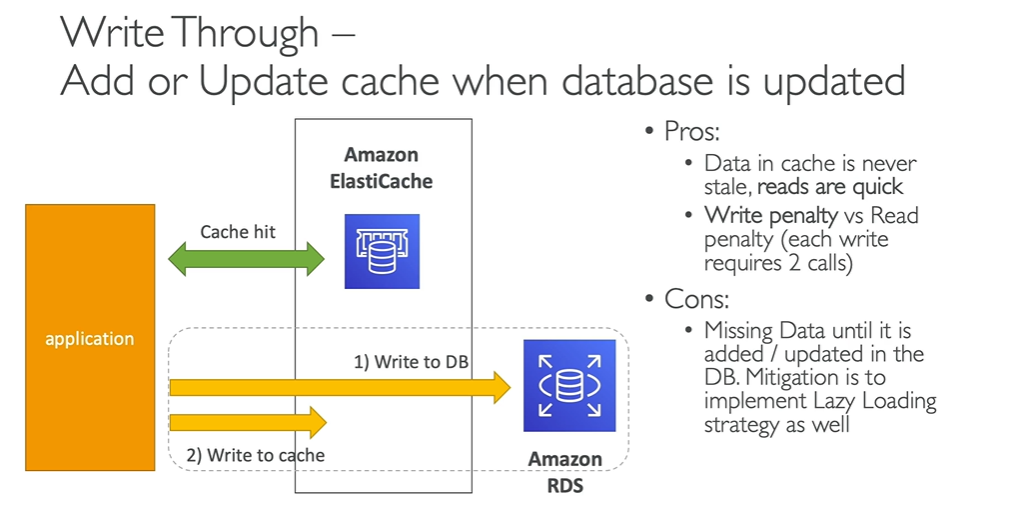 Write Through –
Add or Update cache when database is updated
Amazon
ElastiCache
Cache hit
application
1) Write to DB
2) Write to cache
Amazon
RDS
• Pros:
• Data in cache is never
stale, reads are quick
• Write penalty vs Read
penalty (each write
requires 2 calls)
• Cons:
• Missing Data until it is
added / updated in the
DB. Mitigation is to
implement Lazy Loading
strategy as well